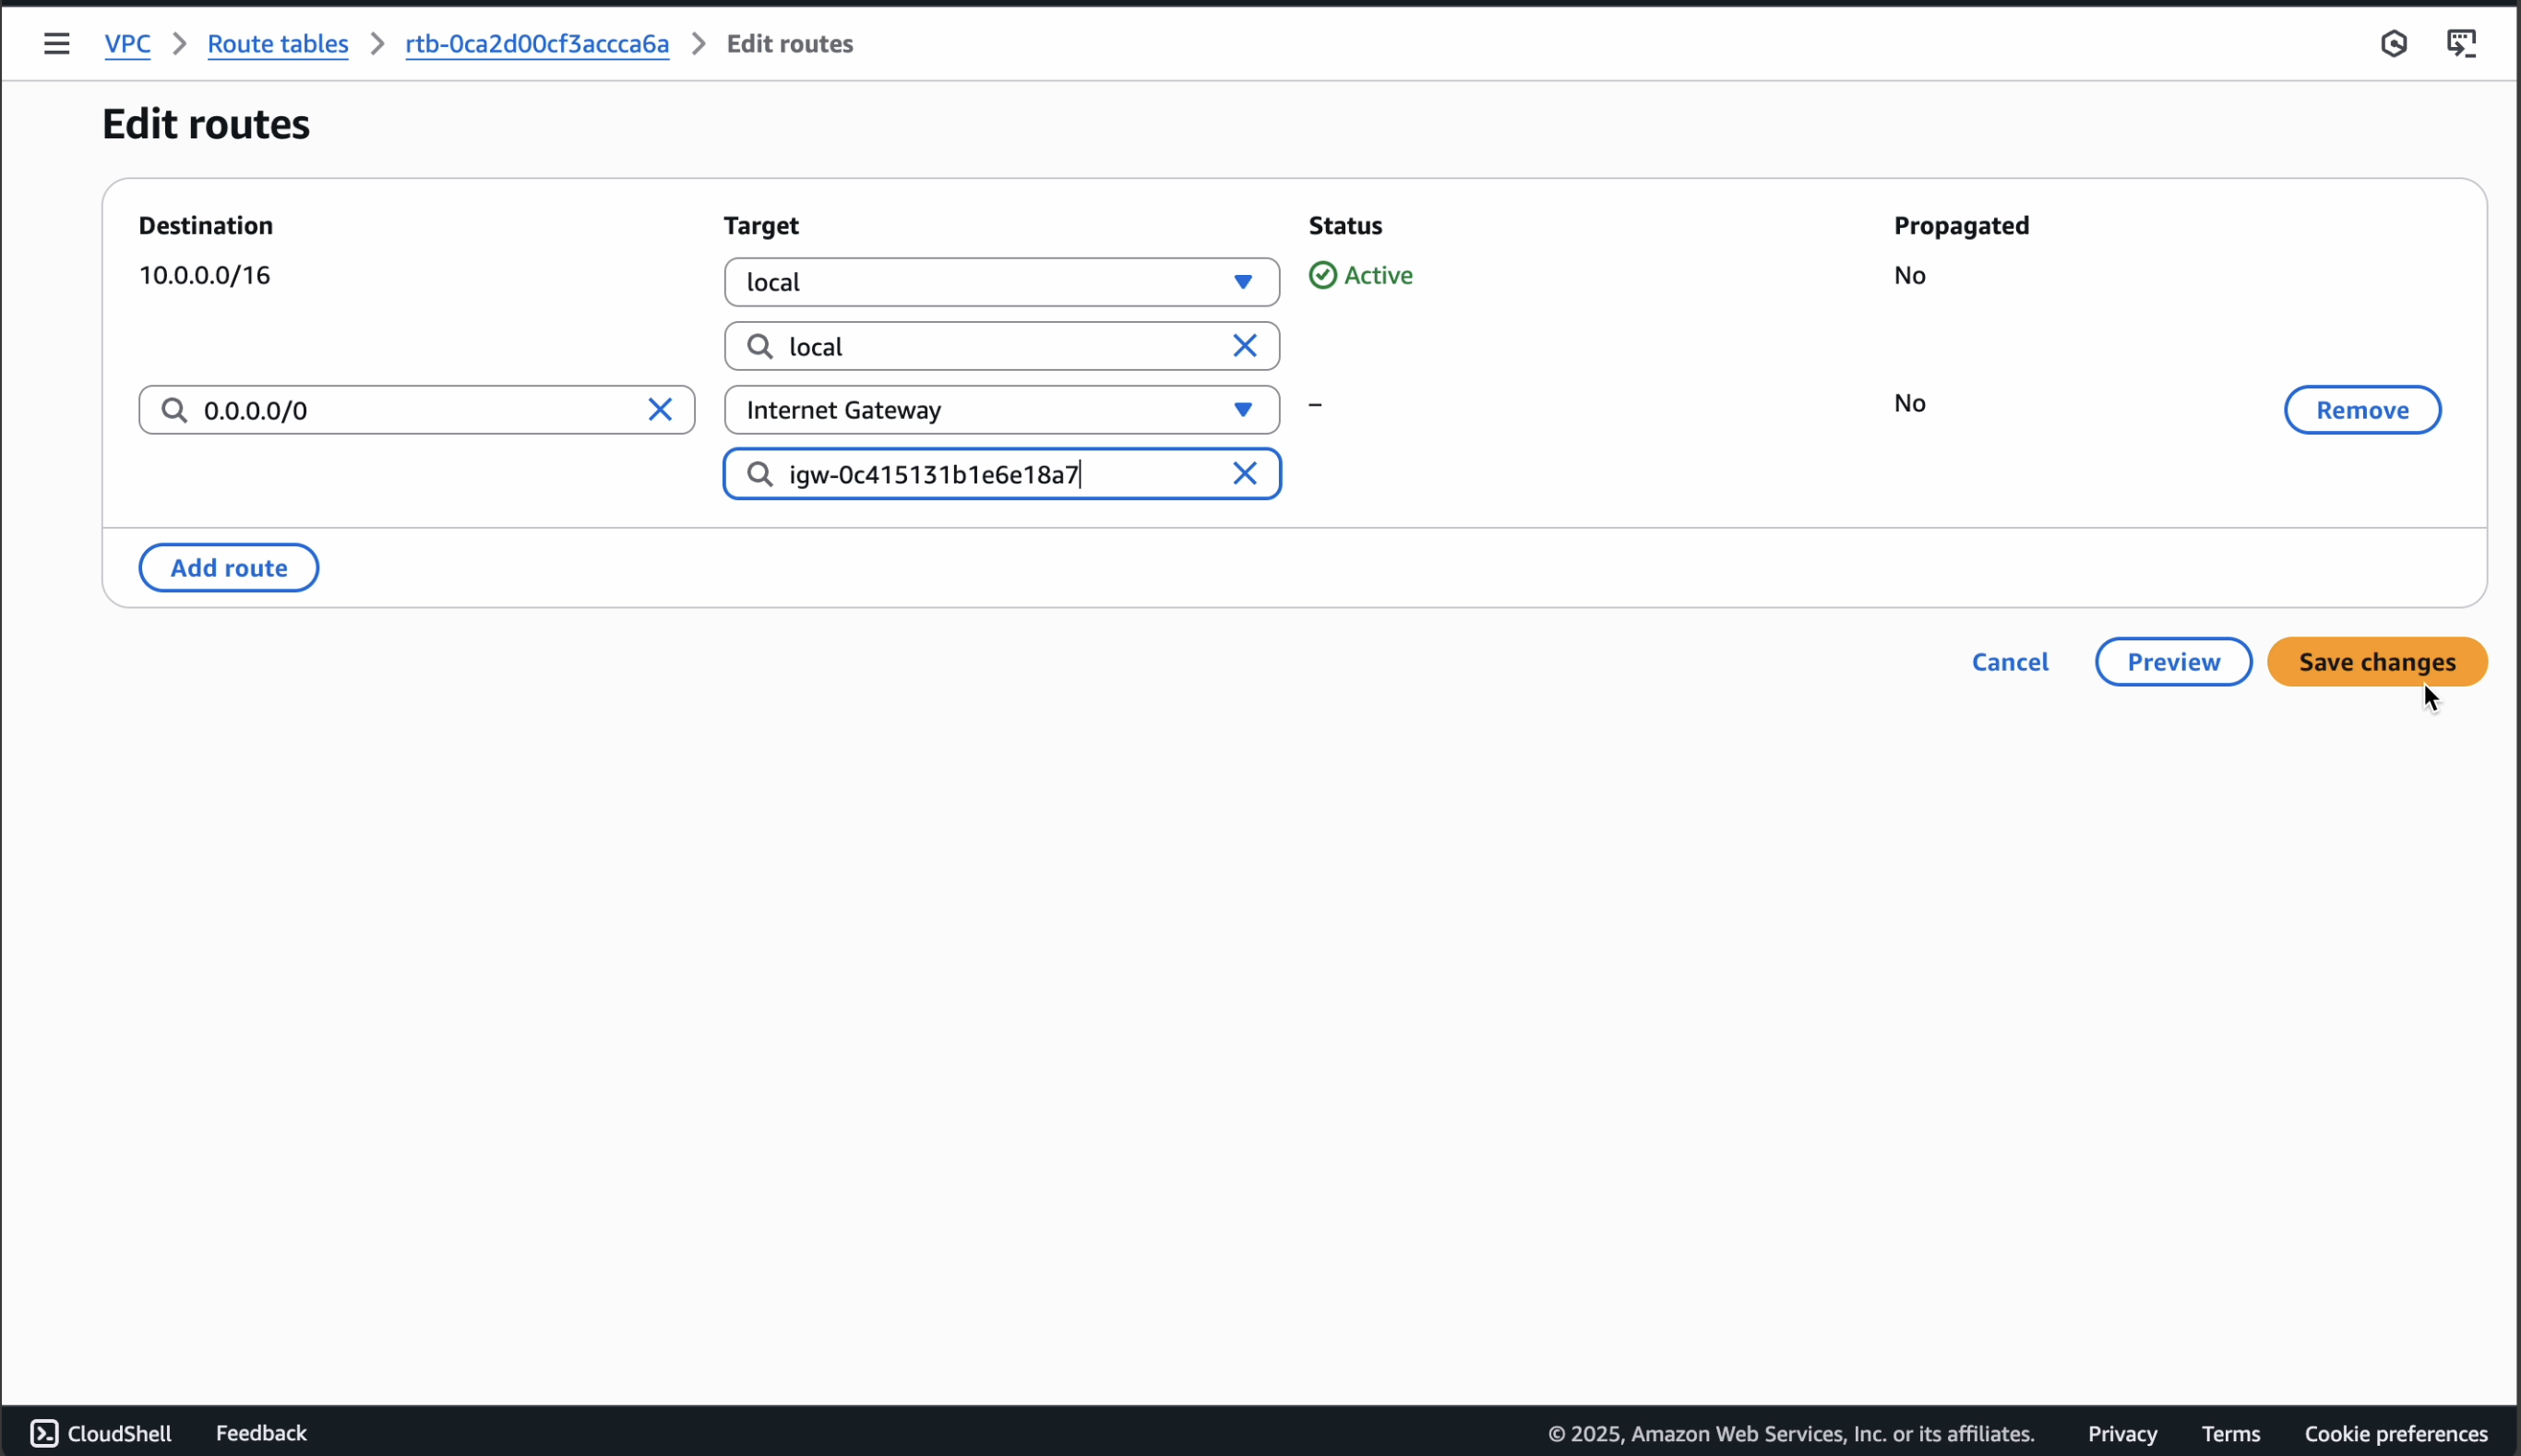 VPC > Route tables > rtb-0ca2d00cf3accca6a > Edit routes
Edit routes
Destination Target Status Propagated
10.0.0.0/16 local Active No
local
0.0.0.0/0 Internet Gateway – No Remove
igw-0c415131b1e6e18a7
Add route
Cancel Preview Save changes
CloudShell Feedback © 2025, Amazon Web Services, Inc. or its affiliates. Privacy Terms Cookie preferences